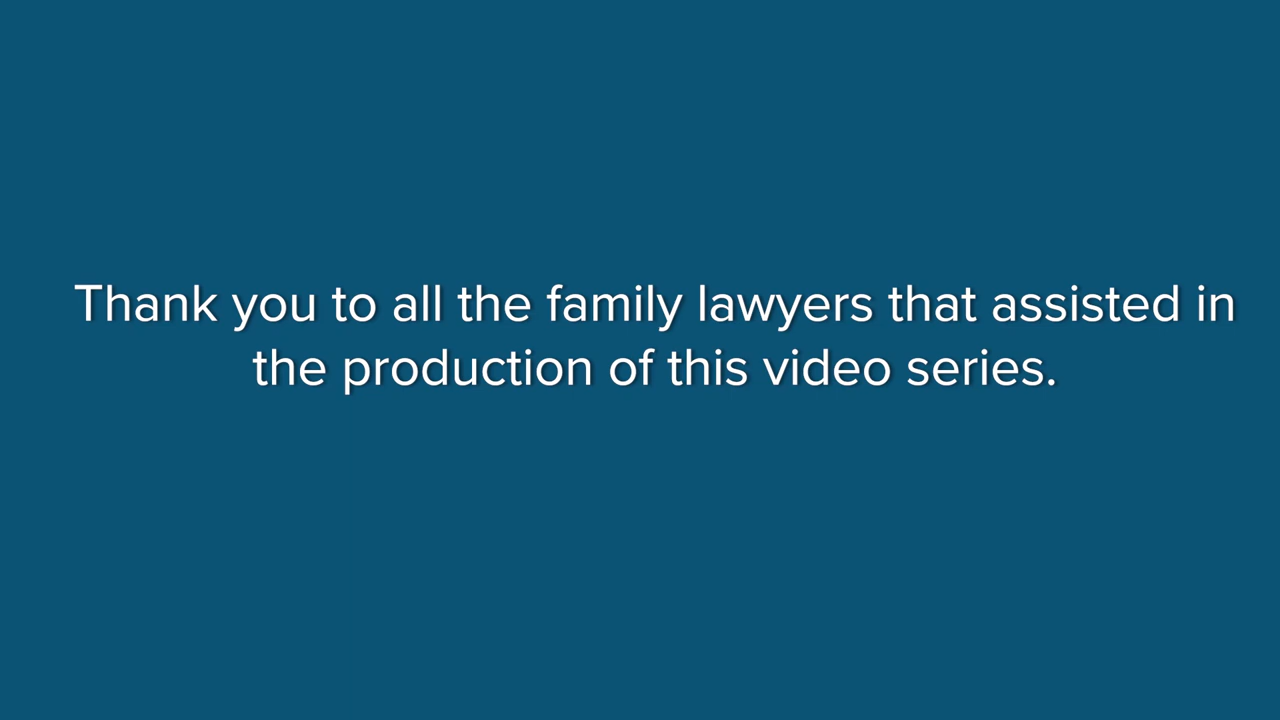 Thank you to all the family lawyers that assisted in
the production of this video series.